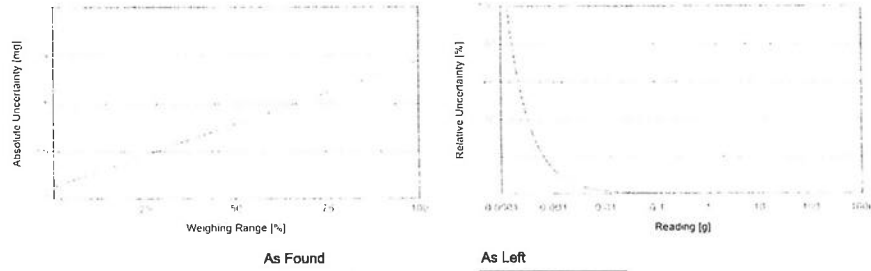 Absolute Uncertainty [mg]
25 50 75 100
Weighing Range [%]
Relative Uncertainty [%]
0.0001 0.001 0.01 0.1 1 10 100
Reading [g]
As Found As Left